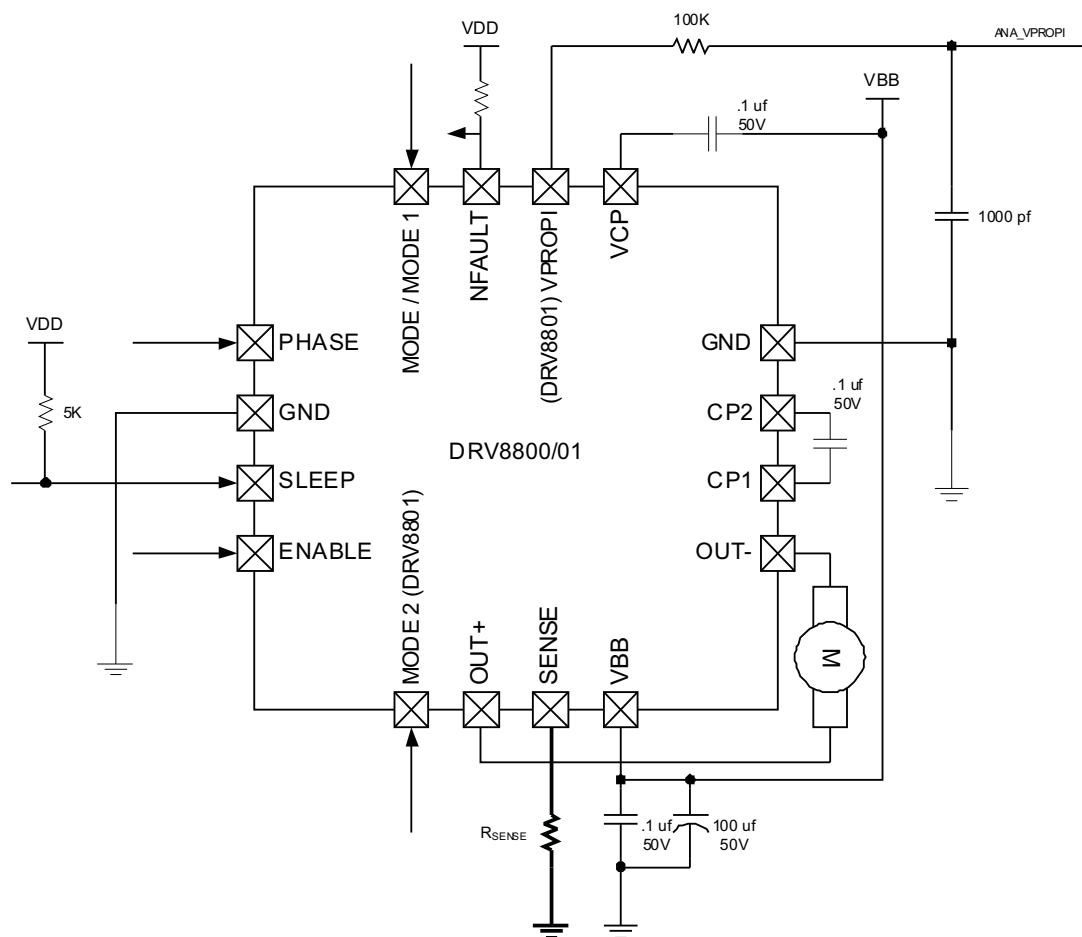 100K
ANA_VPROPI
VDD
VBB
.1 uf
50V
MODE / MODE 1
NFAULT
(DRV8801) VPROPI
VCP
1000 pf
VDD
PHASE
GND
5K
GND
CP2
.1 uf
50V
DRV8800/01
SLEEP
CP1
ENABLE
OUT-
MODE 2 (DRV8801)
OUT+
SENSE
VBB
M
RSENSE
.1 uf
50V
100 uf
50V